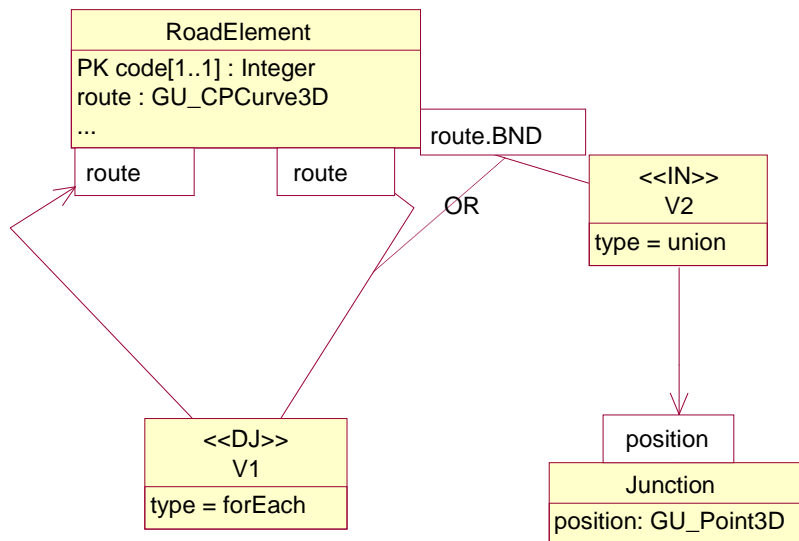 RoadElement
PK code[1..1] : Integer
route : GU_CPCurve3D
...
route.BND
route
route
<<IN>>
V2
OR
type = union
<<DJ>>
V1
type = forEach
position
Junction
position: GU_Point3D